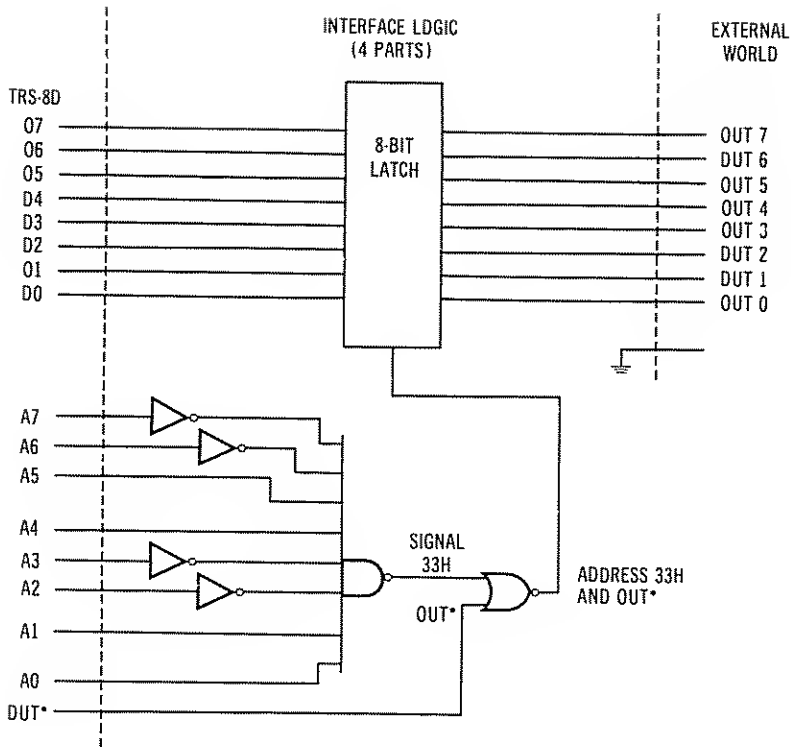 INTERFACE LDGIC
(4 PARTS)
EXTERNAL
WORLD
TRS-8D
O7
O6
O5
D4
D3
D2
O1
D0
8-BIT
LATCH
OUT 7
DUT 6
OUT 5
OUT 4
OUT 3
DUT 2
DUT 1
OUT 0
A7
A6
A5
A4
A3
A2
A1
A0
DUT*
SIGNAL
33H
OUT*
ADDRESS 33H
AND OUT*